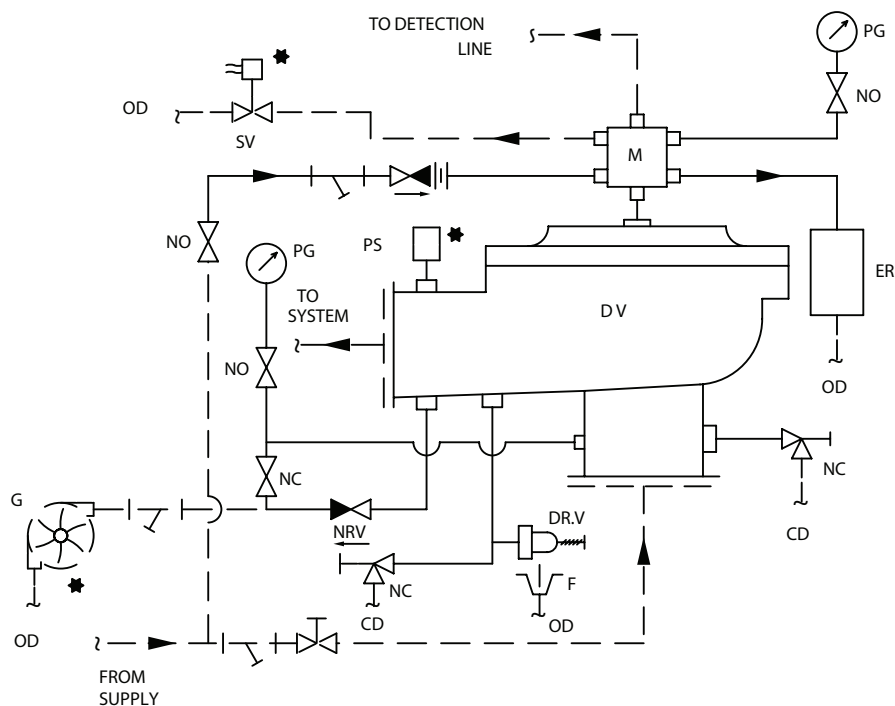 TO DETECTION
LINE
PG
NO
OD
SV
M
NO
PG
PS
ER
TO
SYSTEM
D V
NO
OD
NC
NC
G
NRV
DR.V
CD
NC
F
OD
CD
OD
FROM
SUPPLY